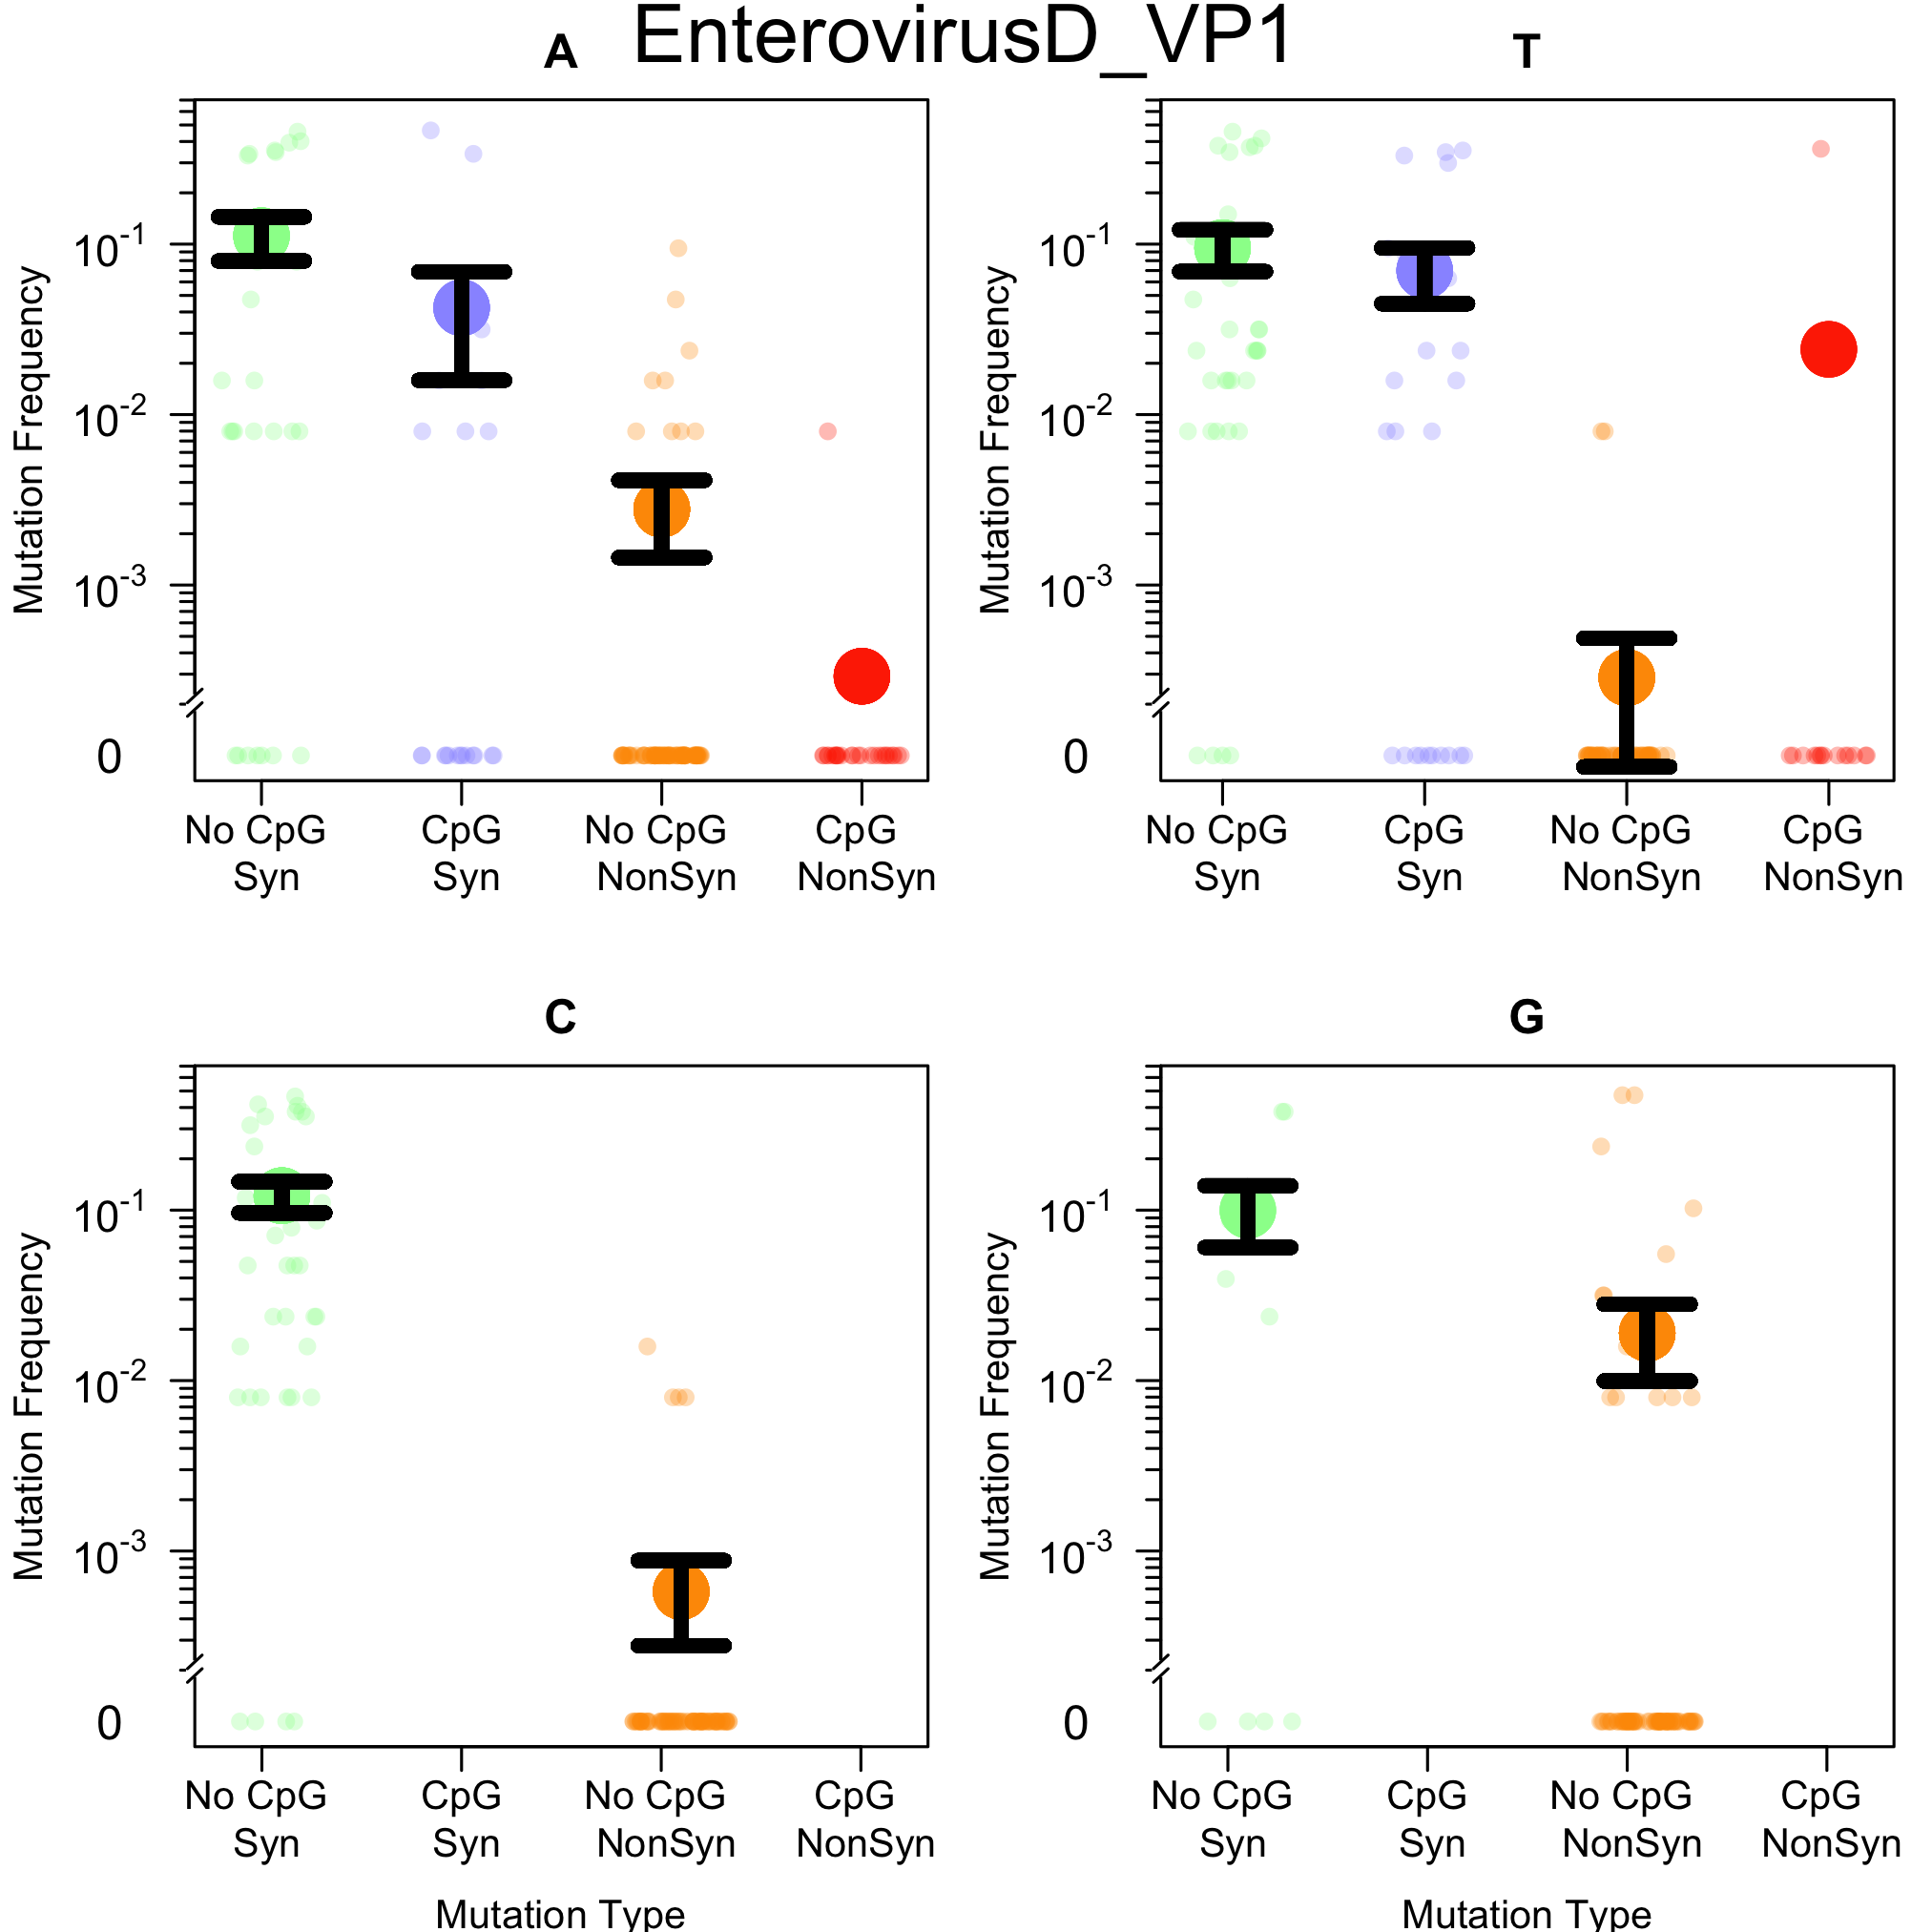 EnterovirusD_VP1
A
Mutation Frequency
10-1
10-2
10-3
0
No CpG CpG No CpG CpG
Syn Syn NonSyn NonSyn
T
Mutation Frequency
10-1
10-2
10-3
0
No CpG CpG No CpG CpG
Syn Syn NonSyn NonSyn
C
Mutation Frequency
10-1
10-2
10-3
0
No CpG CpG No CpG CpG
Syn Syn NonSyn NonSyn
Mutation Type
G
Mutation Frequency
10-1
10-2
10-3
0
No CpG CpG No CpG CpG
Syn Syn NonSyn NonSyn
Mutation Type